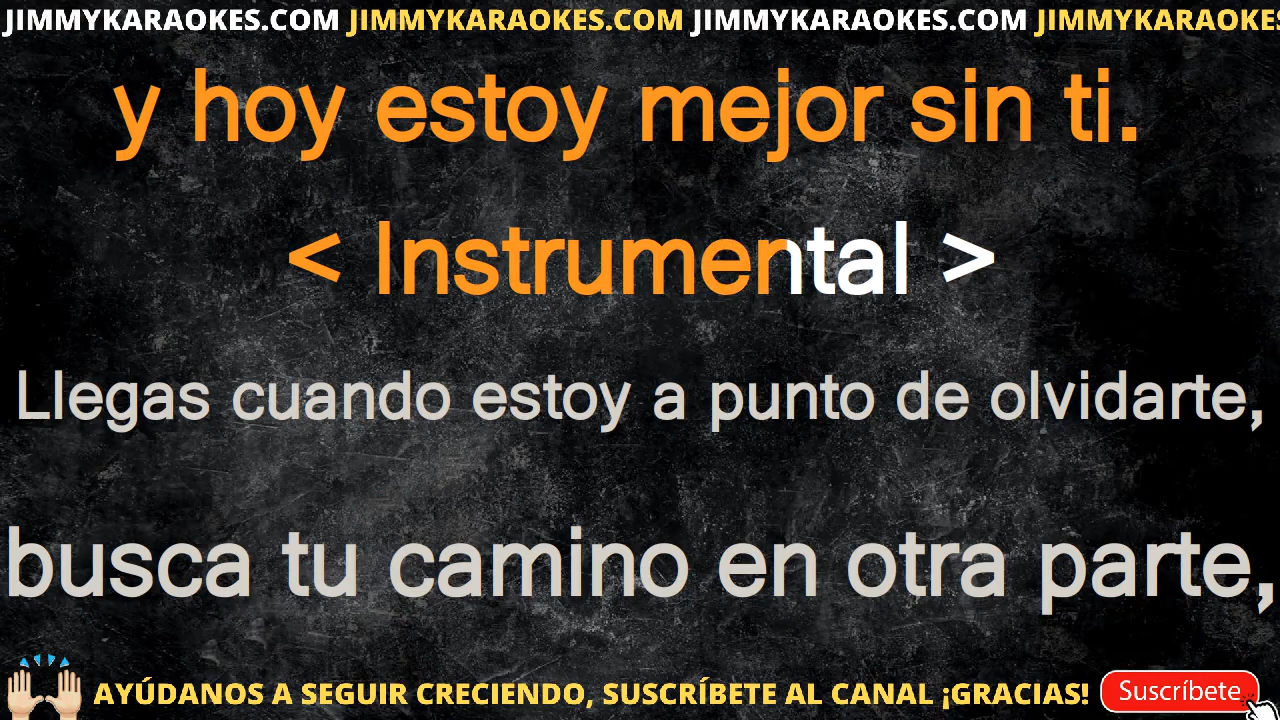 JIMMYKARAOKES.COM JIMMYKARAOKES.COM JIMMYKARAOKES.COM JIMMYKARAOKES
y hoy estoy mejor sin ti.
< Instrumental >
Llegas cuando estoy a punto de olvidarte,
busca tu camino en otra parte,
AYÚDANOS A SEGUIR CRECIENDO, SUSCRÍBETE AL CANAL ¡GRACIAS! Suscríbete